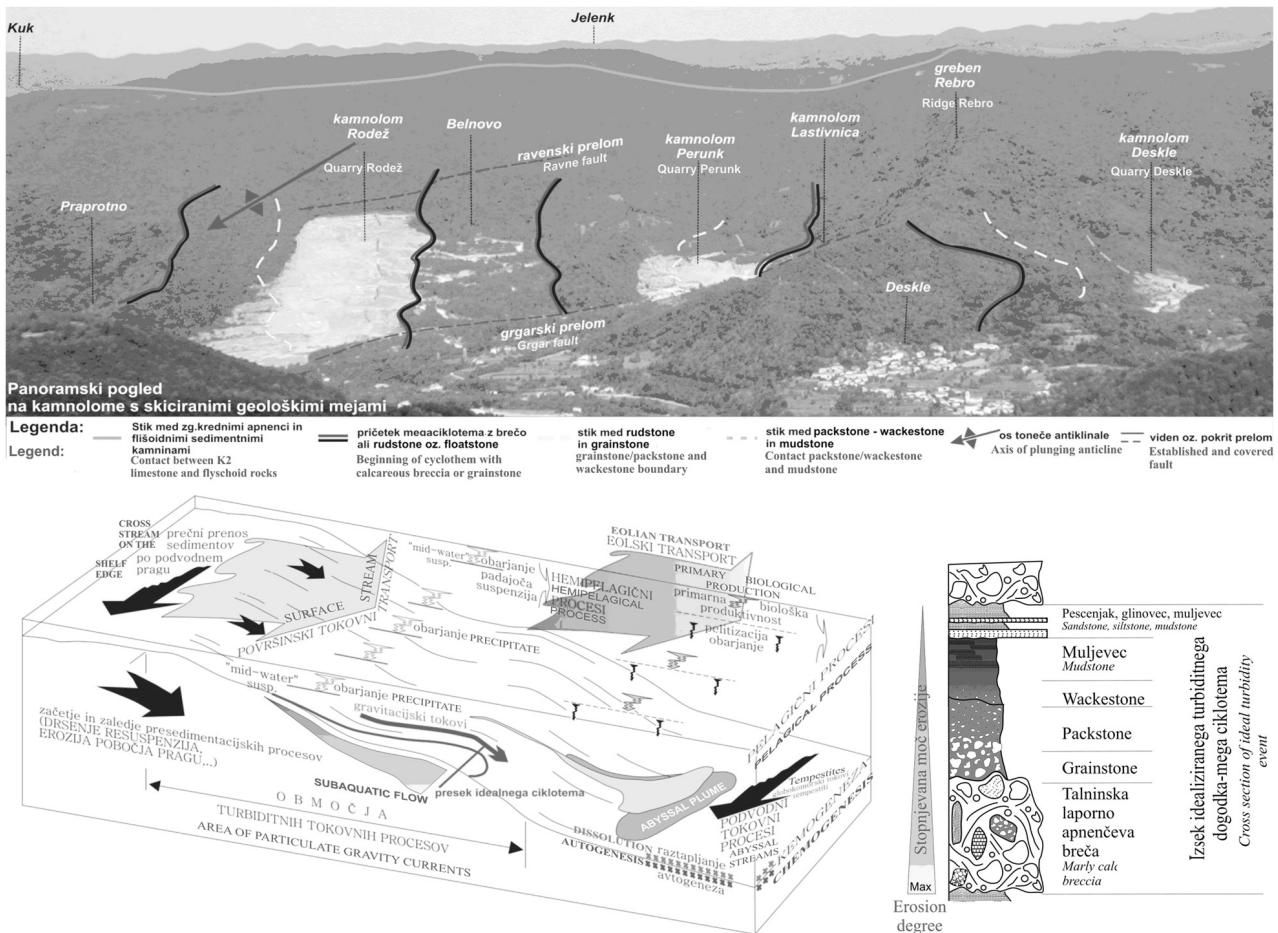 Kuk
Jelenk
greben
Rebro
Ridge Rebro
kamnolom
Rodež
Quarry Rodež
Belnovo
ravenski prelom
Ravne fault
kamnolom
Perunk
Quarry Perunk
kamnolom
Lastivnica
kamnolom
Deskle
Quarry Deskle
Praprotno
Deskle
grgarski prelom
Grgar fault
Panoramski pogled
na kamnolome s skiciranimi geološkimi mejami
Legenda:
Legend:
Stik med zg.krednimi apnenci in
flišoidnimi sedimentnimi
kamninami
Contact between K2
limestone and flyschoid rocks
pričetek megaciklotema z brečo
ali rudstone oz. floatstone
Beginning of cyclothem with
calcareous breccia or grainstone
stik med rudstone
in grainstone
grainstone/packstone and
wackestone boundary
stik med packstone - wackestone
in mudstone
Contact packstone/wackestone
and mudstone
os toneče antiklinale
Axis of plunging anticline
viden oz. pokrit prelom
Established and covered
fault
CROSS
STREAM
ON THE
SHELF
EDGE
prečni prenos
sedimentov
po podvodnem
pragu
SURFACE
STREAM
POVRŠINSKI TOKOVNI
TRANSPORT
"mid-water"
susp.
obarjanje
padajoča
suspenzija
EOLIAN TRANSPORT
EOLSKI TRANSPORT
HEMIPELAGIČNI
HEMIPELAGICAL
PROCESI
PROCESS
PRIMARY
BIOLOGICAL
PRODUCTION
primarna
produktivnost
biološka
pelitizacija
obarjanje
obarjanje PRECIPITATE
"mid-water"
susp.
obarjanje PRECIPITATE
gravitacijski tokovi
PELAGIČNI PROCESI
PELAGICAL PROCESS
začetje in zaledje presedimentacijskih procesov
(DRSENJE RESUSPENZIJA,
EROZIJA POBOČJA PRAGU...)
SUBAQUATIC FLOW
presek idealnega ciklotema
OBMOČJA
TURBIDITNIH TOKOVNIH PROCESOV
AREA OF PARTICULATE GRAVITY CURRENTS
ABYSSAL PLUME
Tempestites
globokomorski tokovi
tempestiti
PODVODNI
TOKOVNI
PROCESI
ABYSSAL
STREAMS
DISSOLUTION raztapljanje
AUTOGENESIS
avtogeneza
KEMOGENEZA
CHEMOGENESIS
Stopnjevana moč erozije
Max
Erosion
degree
Pescenjak, glinovec, muljevec
Sandstone, siltstone, mudstone
Muljevec
Mudstone
Wackestone
Packstone
Grainstone
Talninska
laporno
apnenčeva
breča
Marly calc
breccia
Izsek idealiziranega turbiditnega
dogodka-mega ciklotema
Cross section of ideal turbidity
event